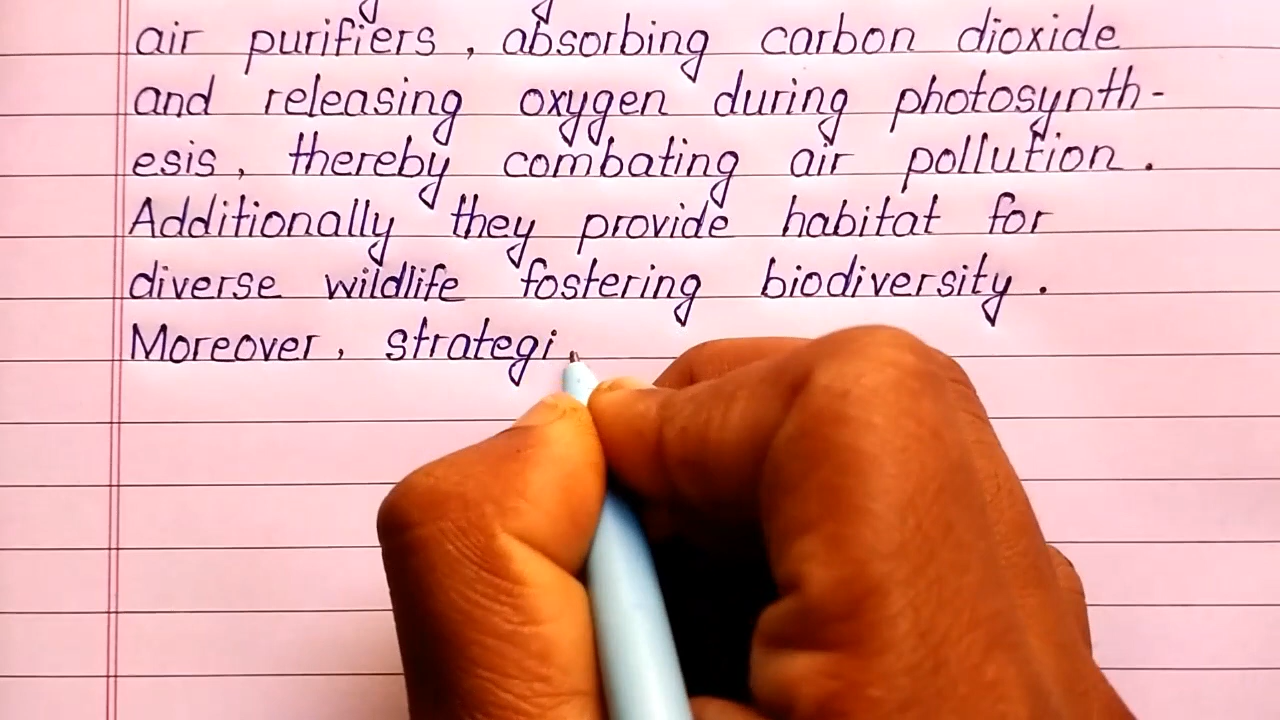 air purifiers, absorbing carbon dioxide
and releasing oxygen during photosynth-
esis, thereby combating air pollution.
Additionally they provide habitat for
diverse wildlife fostering biodiversity.
Moreover, strategi